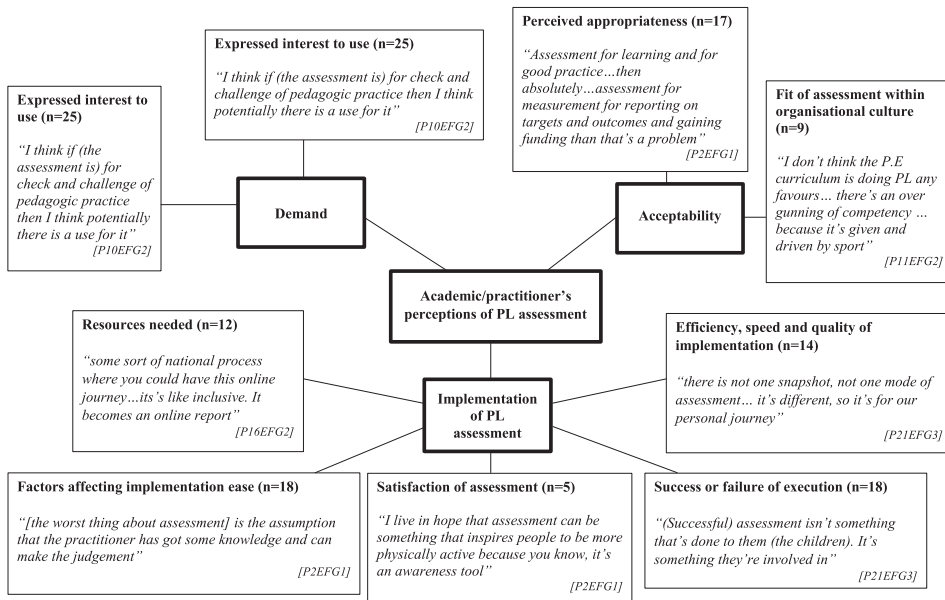 Expressed interest to use (n=25)
“I think if (the assessment is) for check and
challenge of pedagogic practice then I think
potentially there is a use for it”
[P10EFG2]
Perceived appropriateness (n=17)
“Assessment for learning and for
good practice…then
absolutely…assessment for
measurement for reporting on
targets and outcomes and gaining
funding than that’s a problem”
[P2EFG1]
Expressed interest to
use (n=25)
“I think if (the
assessment is) for
check and challenge of
pedagogic practice
then I think potentially
there is a use for it”
[P10EFG2]
Fit of assessment within
organisational culture
(n=9)
“I don’t think the P.E
curriculum is doing PL any
favours… there’s an over
gunning of competency …
because it’s given and
driven by sport”
[P11EFG2]
Demand
Acceptability
Academic/practitioner’s
perceptions of PL assessment
Resources needed (n=12)
“some sort of national process
where you could have this online
journey…its’s like inclusive. It
becomes an online report”
[P16EFG2]
Efficiency, speed and quality of
implementation (n=14)
“there is not one snapshot, not one mode of
assessment… it’s different, so it’s for our
personal journey”
[P21EFG3]
Implementation
of PL
assessment
Factors affecting implementation ease (n=18)
“[the worst thing about assessment] is the assumption
that the practitioner has got some knowledge and can
make the judgement”
[P2EFG1]
Satisfaction of assessment (n=5)
“I live in hope that assessment can be
something that inspires people to be more
physically active because you know, it’s
an awareness tool”
[P2EFG1]
Success or failure of execution (n=18)
“(Successful) assessment isn’t something
that’s done to them (the children). It’s
something they’re involved in”
[P21EFG3]